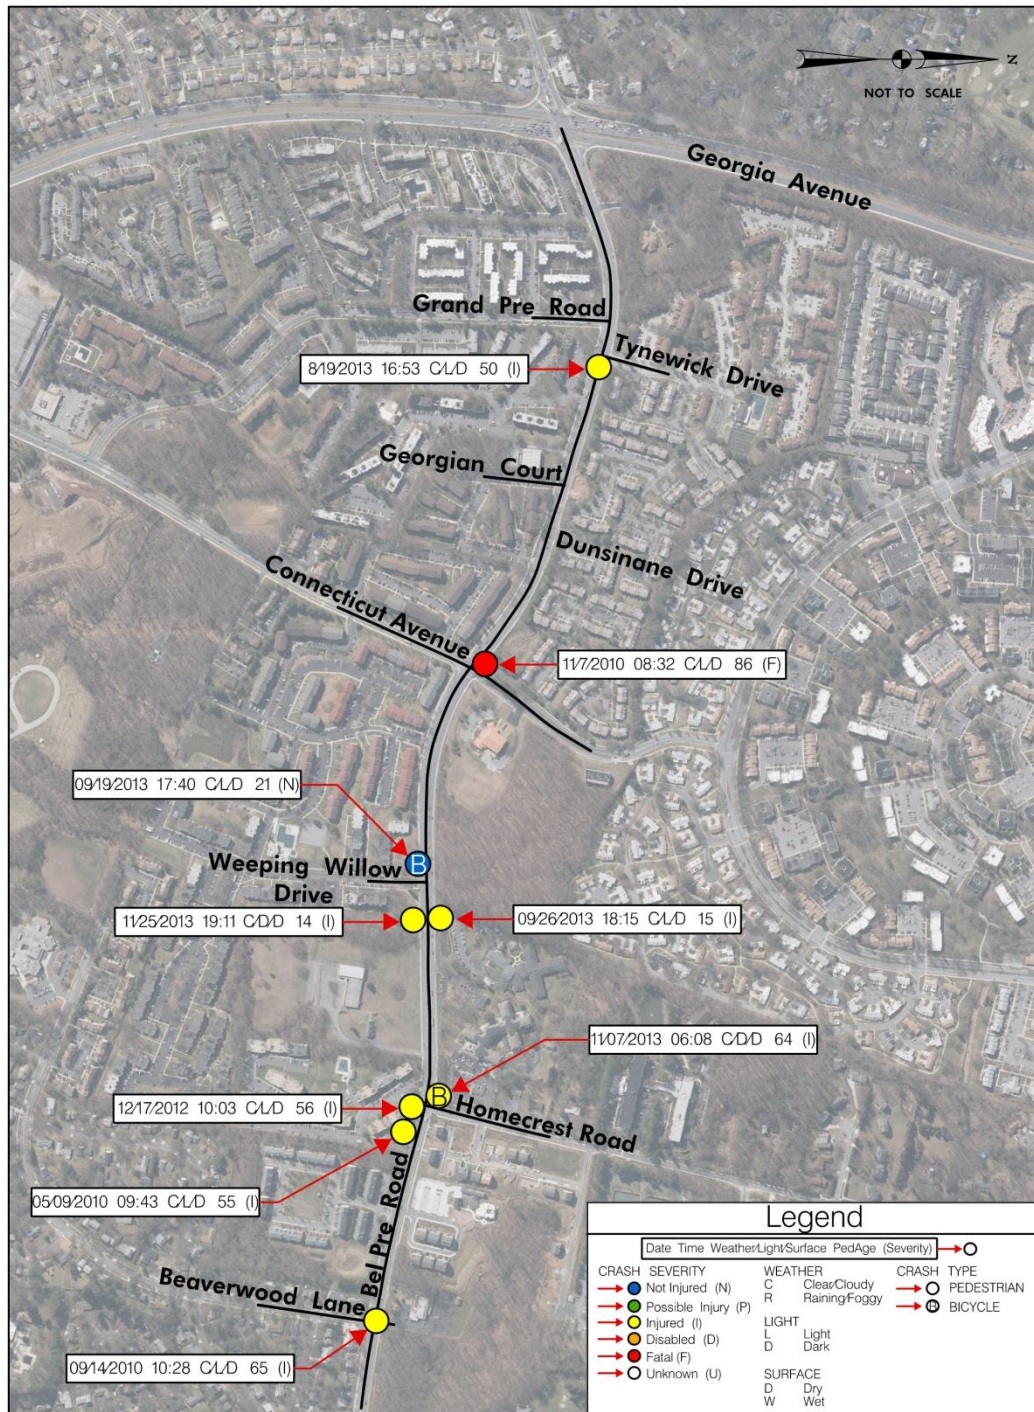 N
NOT TO SCALE
Georgia Avenue
Grand Pre Road
Tynewick Drive
8/19/2013 16:53 C/L/D 50 (I)
Georgian Court
Dunsinane Drive
Connecticut Avenue
11/7/2010 08:32 C/L/D 86 (F)
09/19/2013 17:40 C/L/D 21 (N)
B
Weeping Willow
Drive
11/25/2013 19:11 C/D/D 14 (I)
09/26/2013 18:15 C/L/D 15 (I)
11/07/2013 06:08 C/D/D 64 (I)
B
12/17/2012 10:03 C/L/D 56 (I)
Homecrest Road
05/09/2010 09:43 C/L/D 55 (I)
Bel Pre Road
Beaverwood Lane
09/14/2010 10:28 C/L/D 65 (I)
Legend
Date Time Weather/Light/Surface PedAge (Severity)
CRASH SEVERITY
Not Injured (N)
Possible Injury (P)
Injured (I)
Disabled (D)
Fatal (F)
Unknown (U)
WEATHER
C Clear/Cloudy
R Raining/Foggy
LIGHT
L Light
D Dark
SURFACE
D Dry
W Wet
CRASH TYPE
PEDESTRIAN
B BICYCLE